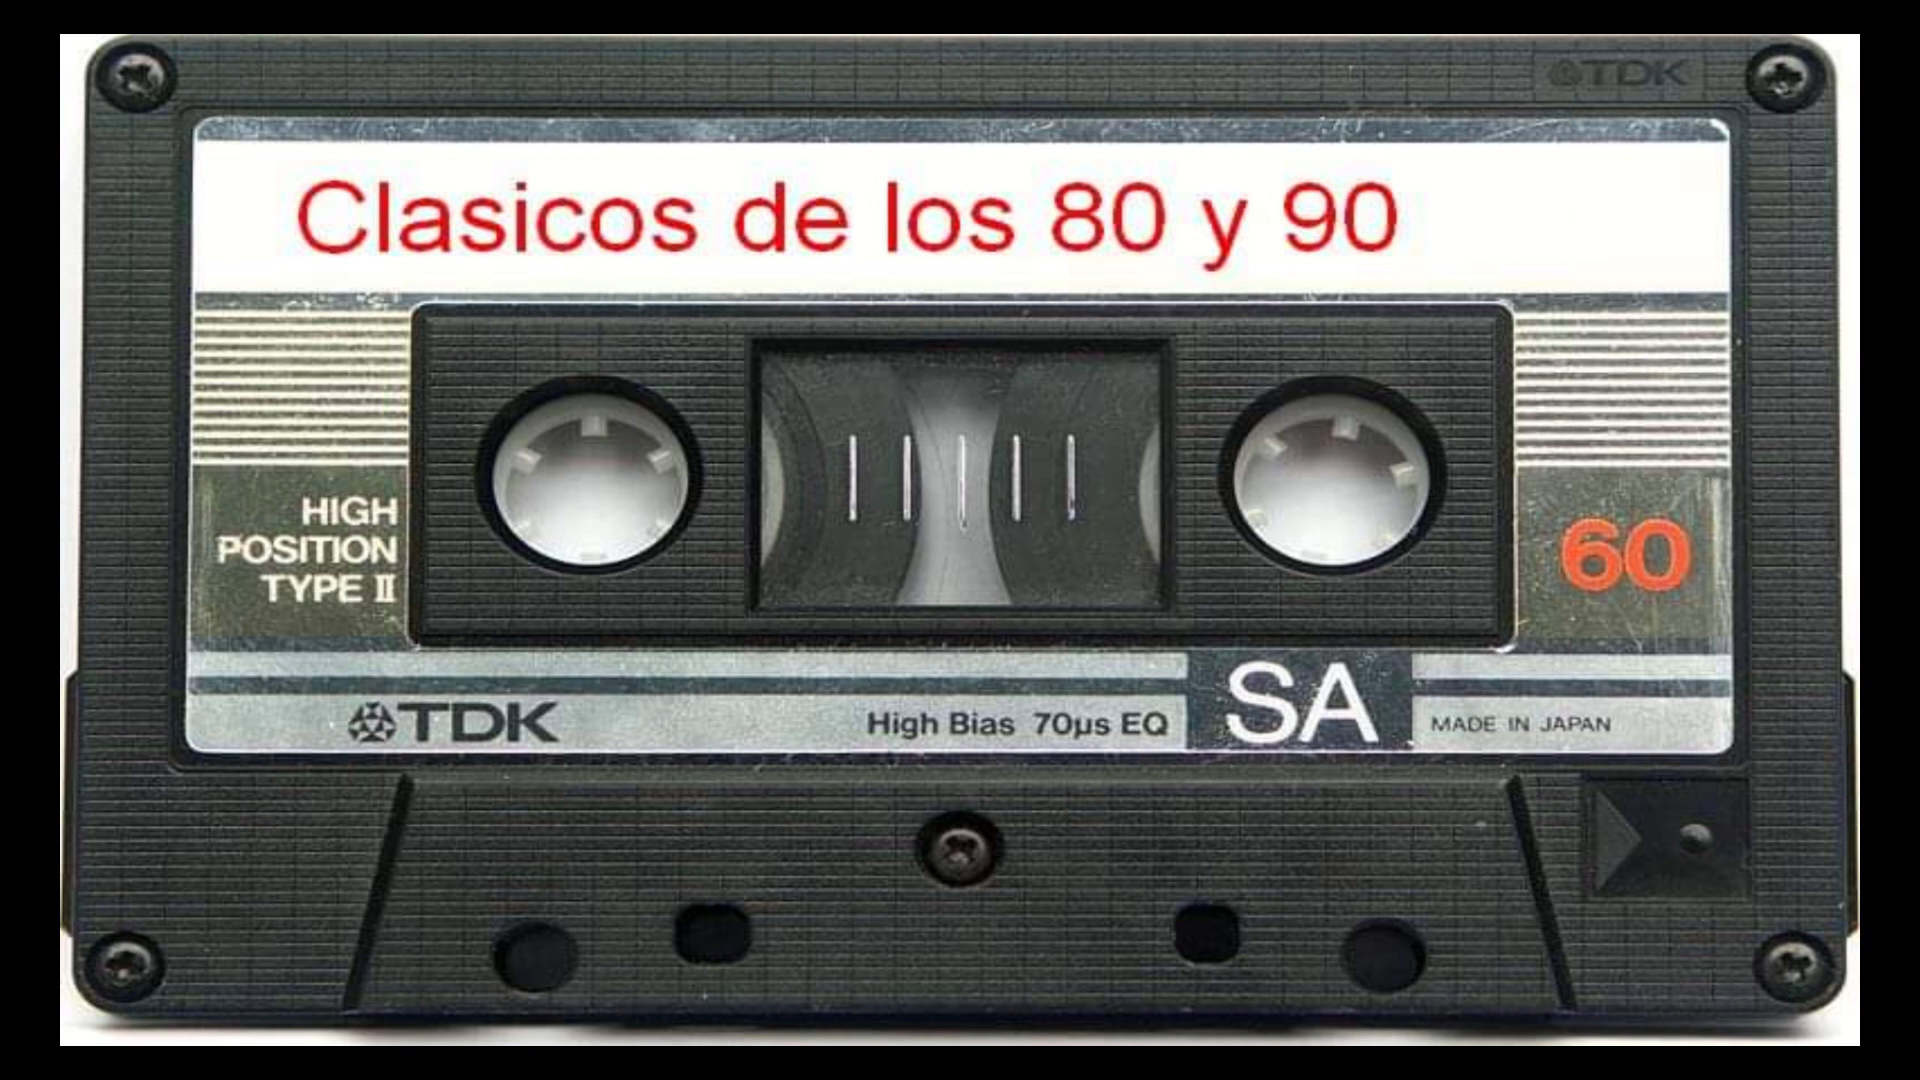 TDK
Clasicos de los 80 y 90
HIGH
POSITION
TYPE II
60
TDK
High Bias 70µs EQ
SA
MADE IN JAPAN